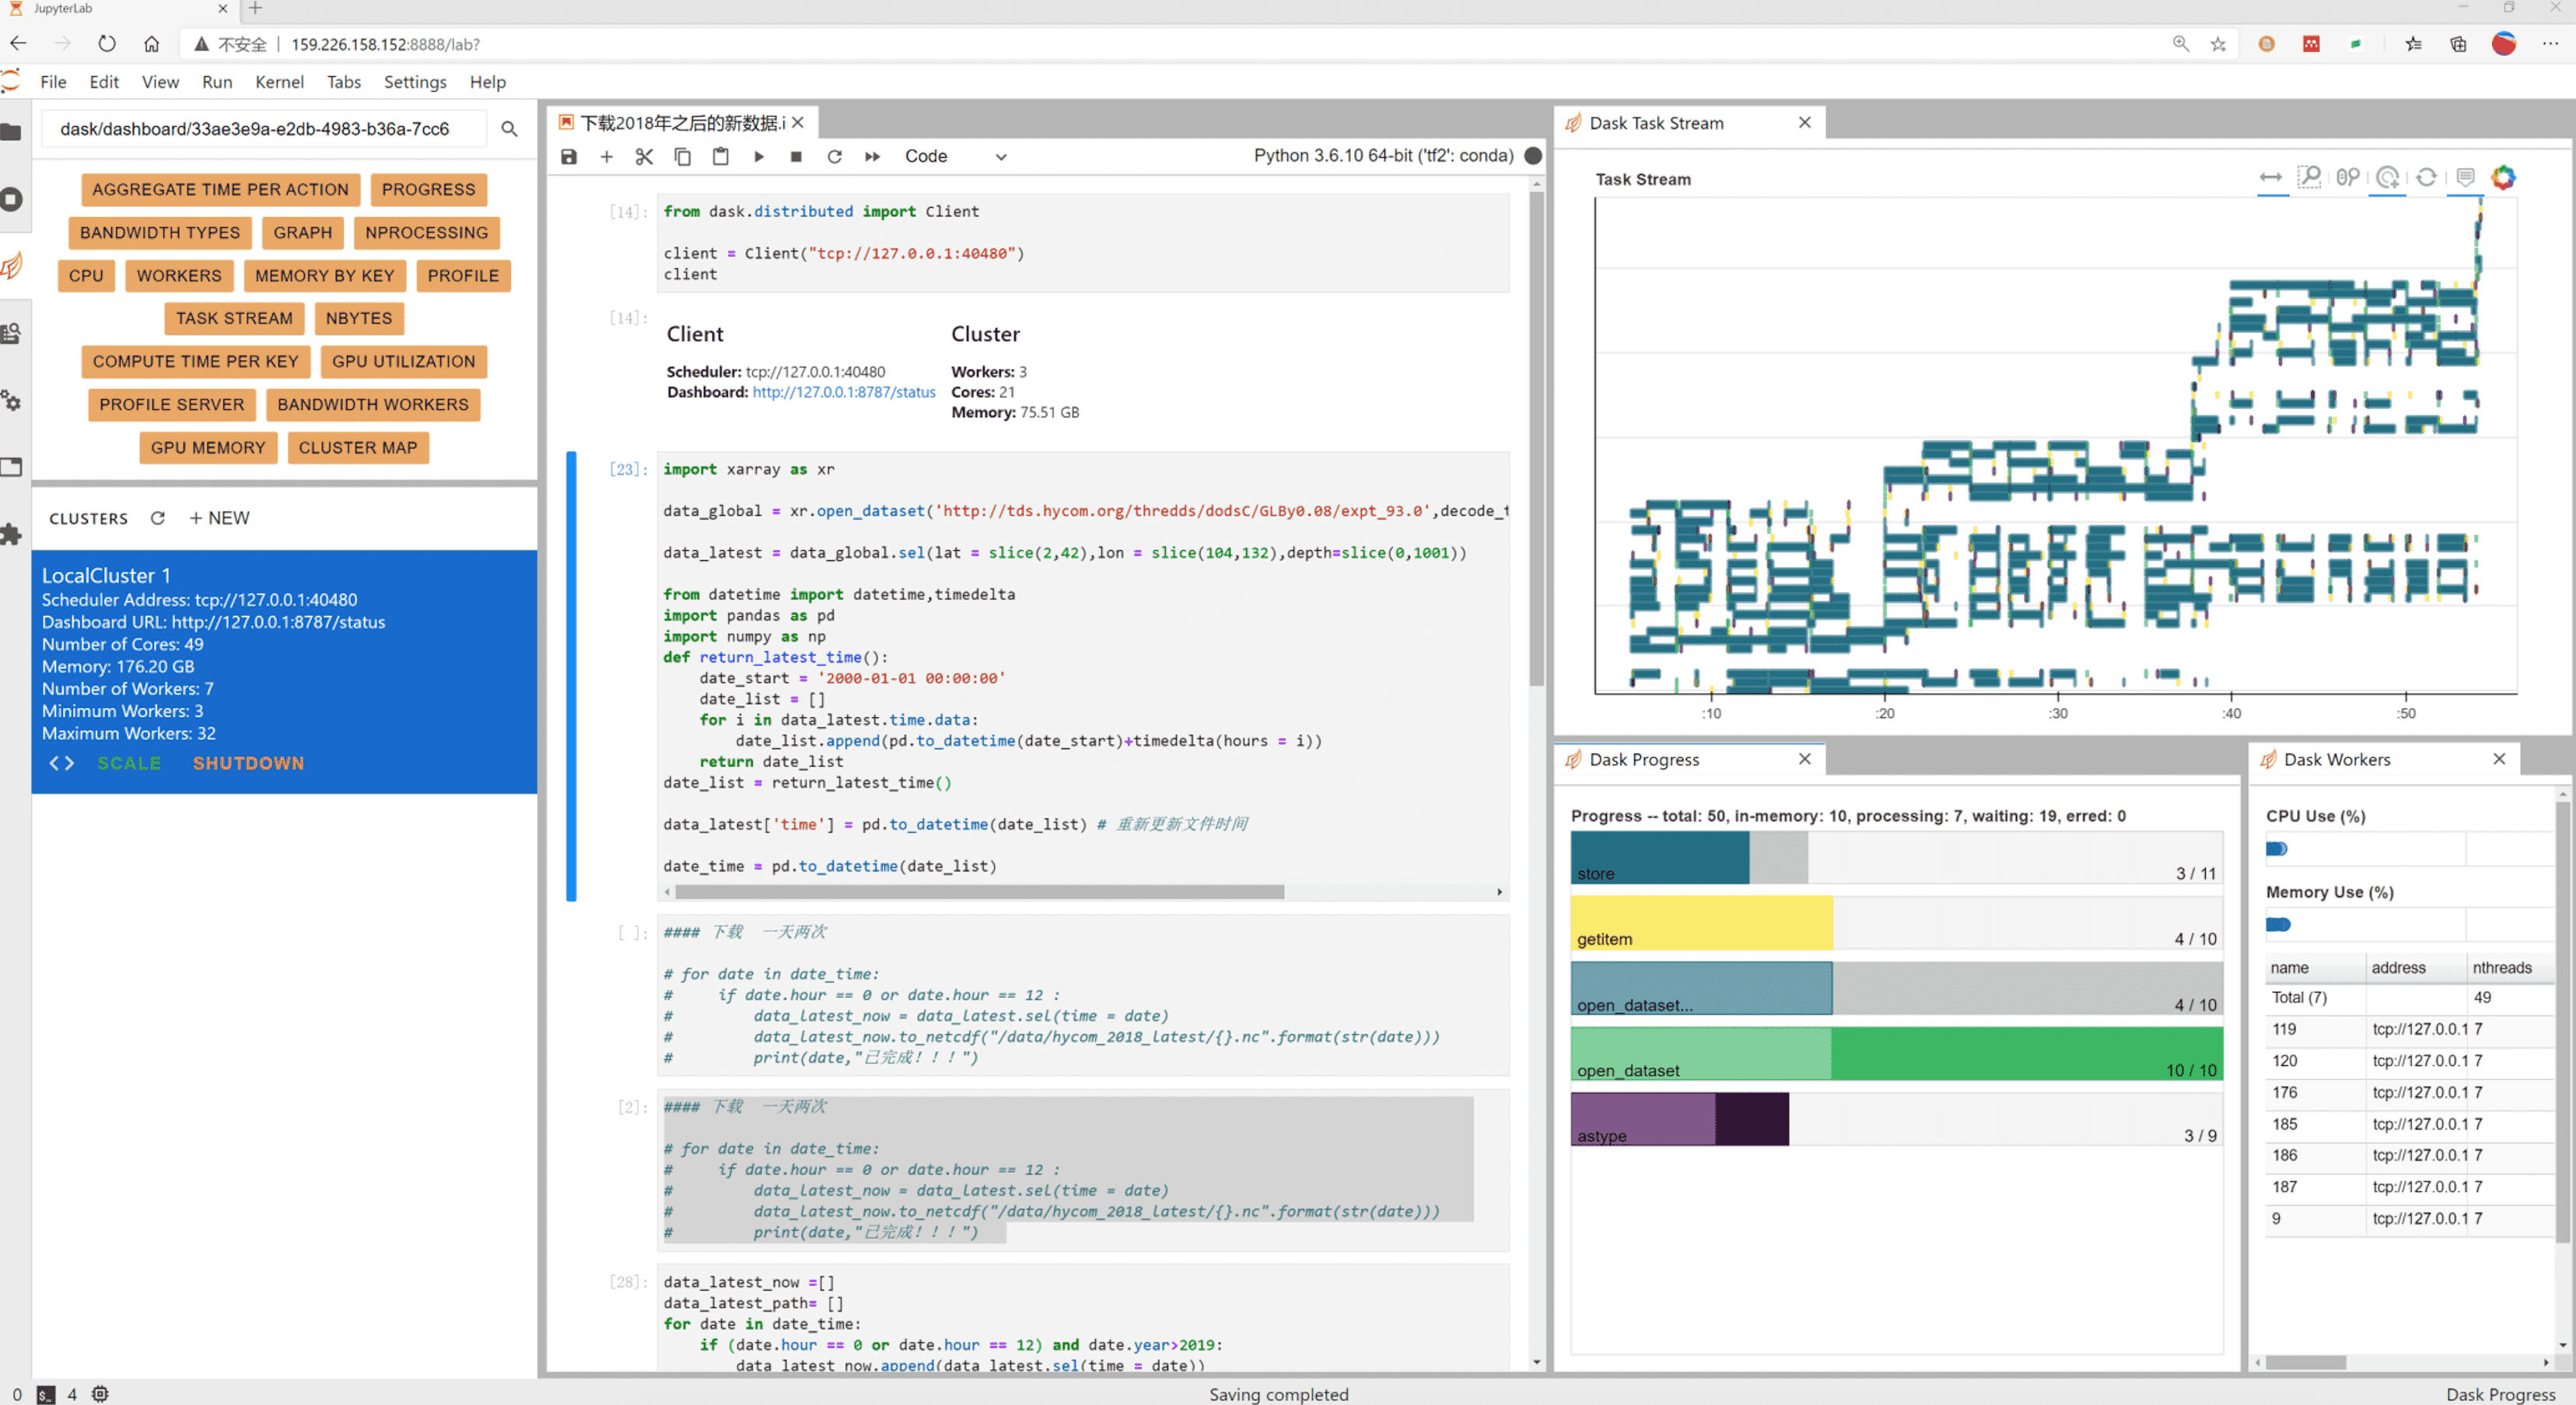 JupyterLab
不安全 | 159.226.158.152:8888/lab?
File Edit View Run Kernel Tabs Settings Help
dask/dashboard/33ae3e9a-e2db-4983-b36a-7cc6
AGGREGATE TIME PER ACTION PROGRESS
BANDWIDTH TYPES GRAPH NPROCESSING
CPU WORKERS MEMORY BY KEY PROFILE
TASK STREAM NBYTES
COMPUTE TIME PER KEY GPU UTILIZATION
PROFILE SERVER BANDWIDTH WORKERS
GPU MEMORY CLUSTER MAP
CLUSTERS + NEW
LocalCluster 1
Scheduler Address: tcp://127.0.0.1:40480
Dashboard URL: http://127.0.0.1:8787/status
Number of Cores: 49
Memory: 176.20 GB
Number of Workers: 7
Minimum Workers: 3
Maximum Workers: 32
<> SCALE SHUTDOWN
下载2018年之后的新数据.i
Code Python 3.6.10 64-bit ('tf2': conda)
[14]: from dask.distributed import Client
client = Client("tcp://127.0.0.1:40480")
client
[14]:
Client Cluster
Scheduler: tcp://127.0.0.1:40480 Workers: 3
Dashboard: http://127.0.0.1:8787/status Cores: 21
Memory: 75.51 GB
[23]: import xarray as xr
data_global = xr.open_dataset('http://tds.hycom.org/thredds/dodsC/GLBy0.08/expt_93.0',decode_t
data_latest = data_global.sel(lat = slice(2,42),lon = slice(104,132),depth=slice(0,1001))
from datetime import datetime,timedelta
import pandas as pd
import numpy as np
def return_latest_time():
    date_start = '2000-01-01 00:00:00'
    date_list = []
    for i in data_latest.time.data:
        date_list.append(pd.to_datetime(date_start)+timedelta(hours = i))
    return date_list
date_list = return_latest_time()
data_latest['time'] = pd.to_datetime(date_list) # 重新更新文件时间
date_time = pd.to_datetime(date_list)
[ ]: #### 下载 一天两次
# for date in date_time:
#     if date.hour == 0 or date.hour == 12 :
#         data_latest_now = data_latest.sel(time = date)
#         data_latest_now.to_netcdf("/data/hycom_2018_latest/{}.nc".format(str(date)))
#         print(date,"已完成！！！")
[2]: #### 下载 一天两次
# for date in date_time:
#     if date.hour == 0 or date.hour == 12 :
#         data_latest_now = data_latest.sel(time = date)
#         data_latest_now.to_netcdf("/data/hycom_2018_latest/{}.nc".format(str(date)))
#         print(date,"已完成！！！")
[28]: data_latest_now =[]
data_latest_path= []
for date in date_time:
    if (date.hour == 0 or date.hour == 12) and date.year>2019:
        data_latest_now.append(data_latest.sel(time = date))
Dask Task Stream
Task Stream
:10 :20 :30 :40 :50
Dask Progress
Progress -- total: 50, in-memory: 10, processing: 7, waiting: 19, erred: 0
store 3 / 11
getitem 4 / 10
open_dataset... 4 / 10
open_dataset 10 / 10
astype 3 / 9
Dask Workers
CPU Use (%)
Memory Use (%)
name address nthreads
Total (7) 49
119 tcp://127.0.0.1 7
120 tcp://127.0.0.1 7
176 tcp://127.0.0.1 7
185 tcp://127.0.0.1 7
186 tcp://127.0.0.1 7
187 tcp://127.0.0.1 7
9 tcp://127.0.0.1 7
0 $_ 4 Saving completed Dask Progress